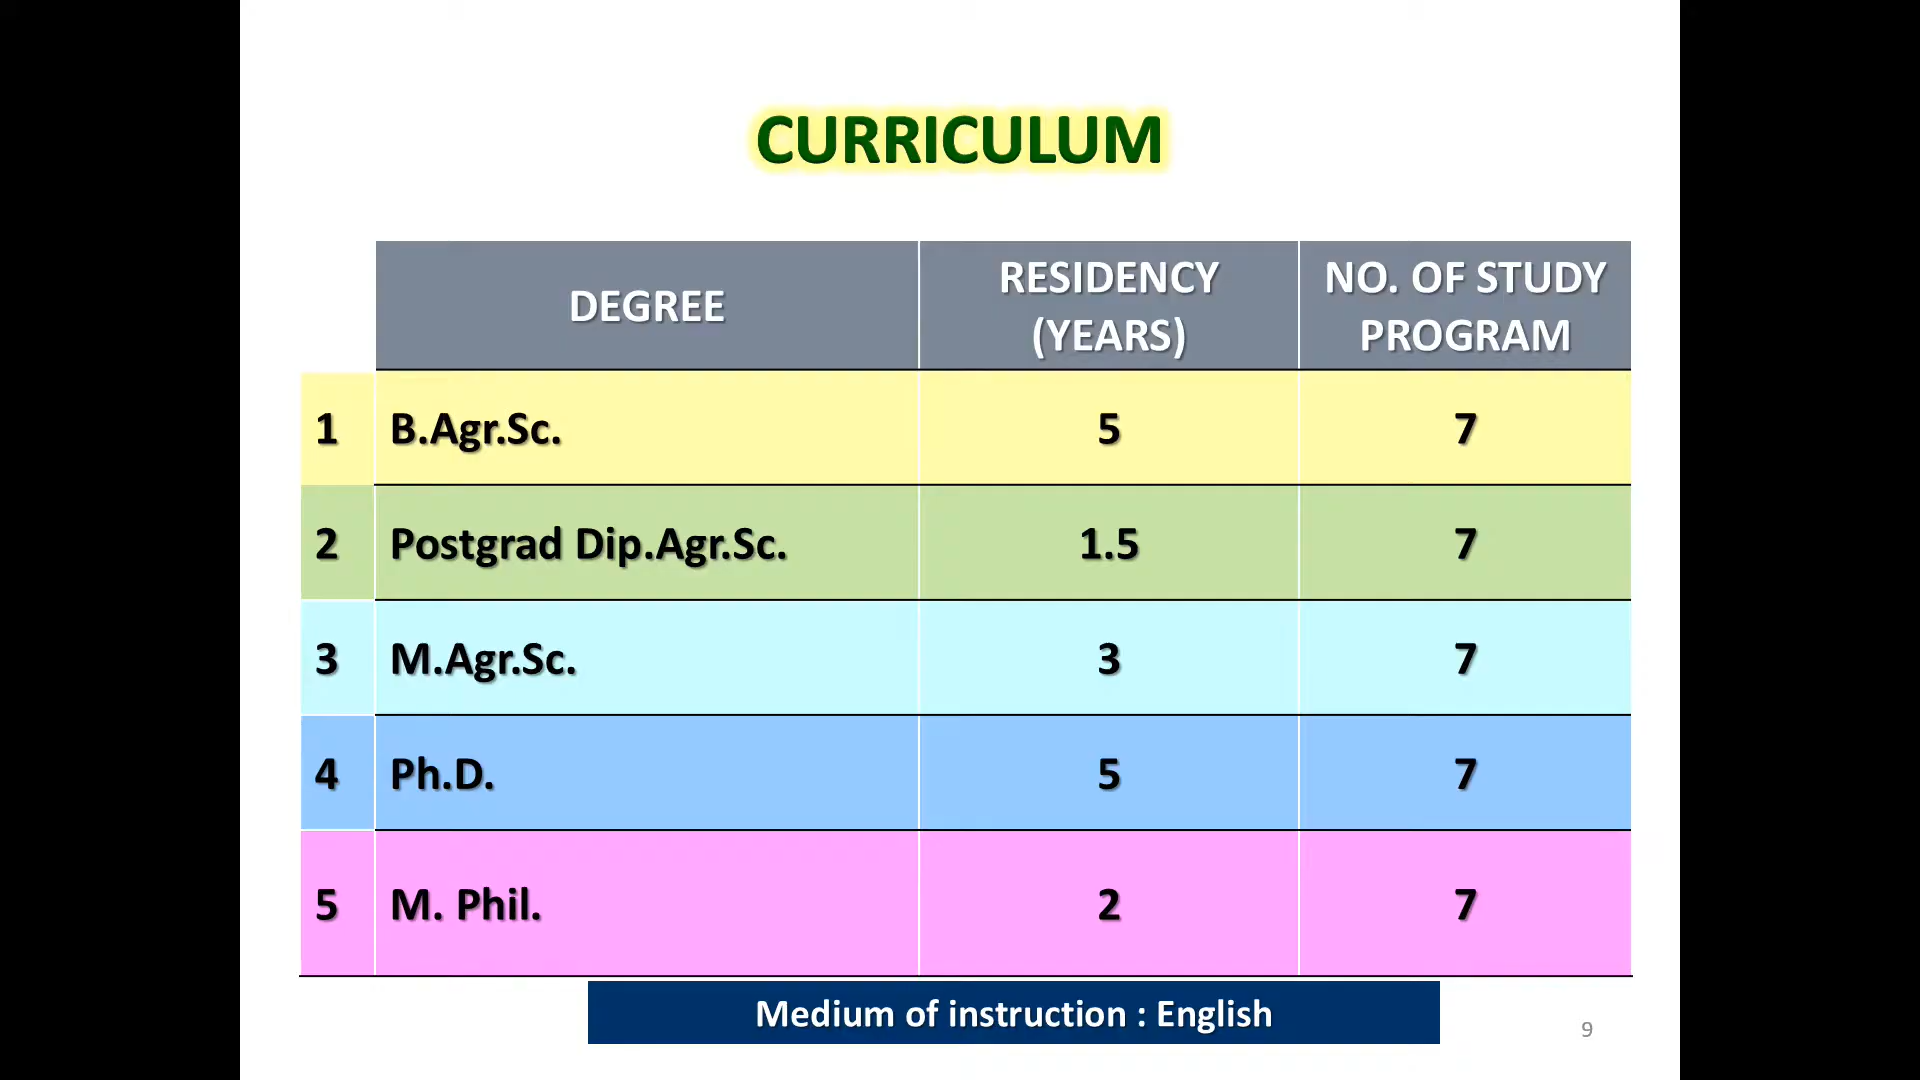 CURRICULUM
DEGREE RESIDENCY (YEARS) NO. OF STUDY PROGRAM
1 B.Agr.Sc. 5 7
2 Postgrad Dip.Agr.Sc. 1.5 7
3 M.Agr.Sc. 3 7
4 Ph.D. 5 7
5 M. Phil. 2 7
Medium of instruction : English
9